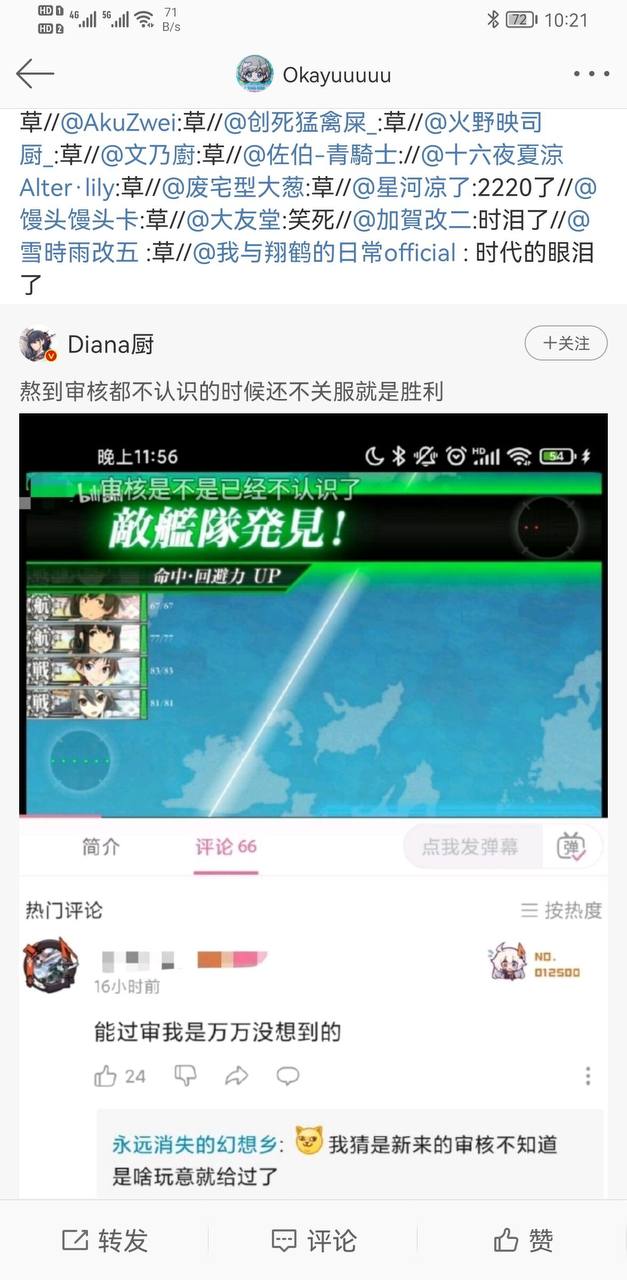 HD 1 4G 5G 71 72 10:21
HD 2 B/s
Okayuuuuu
草//@AkuZwei:草//@创死猛禽屎_:草//@火野映司
厨_:草//@文乃廚:草//@佐伯-青騎士://@十六夜夏涼
Alter·lily:草//@废宅型大葱:草//@星河凉了:2220了//@
馒头馒头卡:草//@大友堂:笑死//@加賀改二:时泪了//@
雪時雨改五 :草//@我与翔鹤的日常official : 时代的眼泪
了
Diana厨
十关注
熬到审核都不认识的时候还不关服就是胜利
晚上11:56 HD 54
审核是不是已经不认识了
敵艦隊発見!
命中·回避力 UP
航 67/67
航 77/77
戦 83/83
戦 81/81
简介 评论 66 点我发弹幕 弹
热门评论 按热度
NO.
16小时前 012500
能过审我是万万没想到的
24
永远消失的幻想乡: 我猜是新来的审核不知道
是啥玩意就给过了
转发 评论 赞